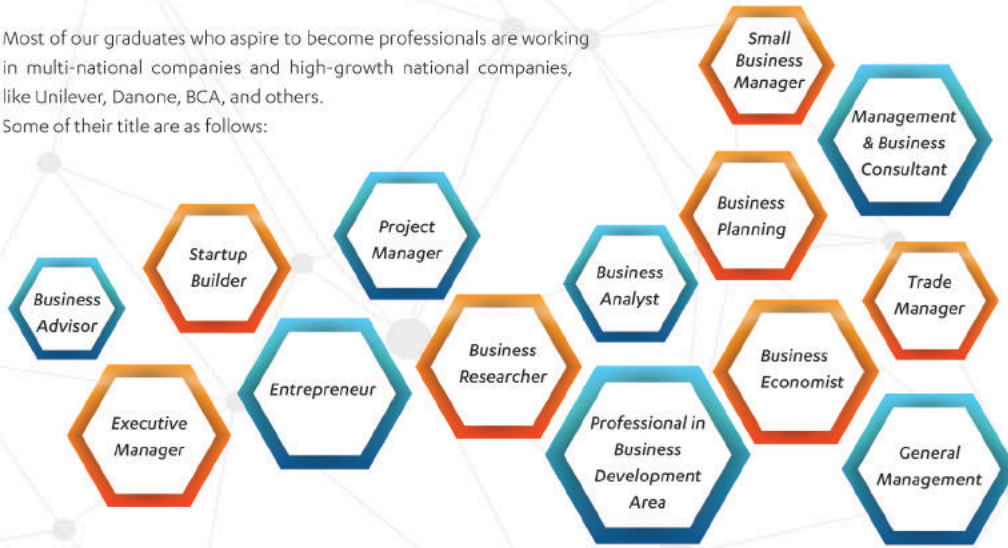 Most of our graduates who aspire to become professionals are working
in multi-national companies and high-growth national companies,
like Unilever, Danone, BCA, and others.
Some of their title are as follows:
Small
Business
Manager
Management
& Business
Consultant
Business
Planning
Project
Manager
Startup
Builder
Business
Analyst
Trade
Manager
Business
Advisor
Business
Researcher
Business
Economist
Entrepreneur
Executive
Manager
Professional in
Business
Development
Area
General
Management